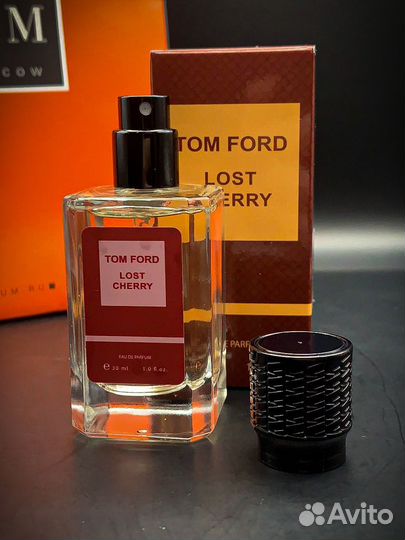 M
COW
TOM FORD
LOST
CHERRY
TOM FORD
LOST
CHERRY
EAU DE PARFUM
e 30 ml 1.0 fl.oz.
E PARF
UM RU
Avito